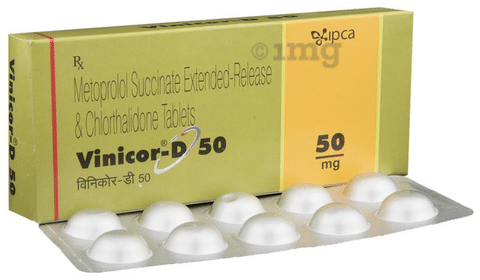 1mg
ipca
Rx
Metoprolol Succinate Extended-Release
& Chlorthalidone Tablets
Vinicor®-D 50
विनिकोर-डी 50
50
mg
Vinicor-D 50